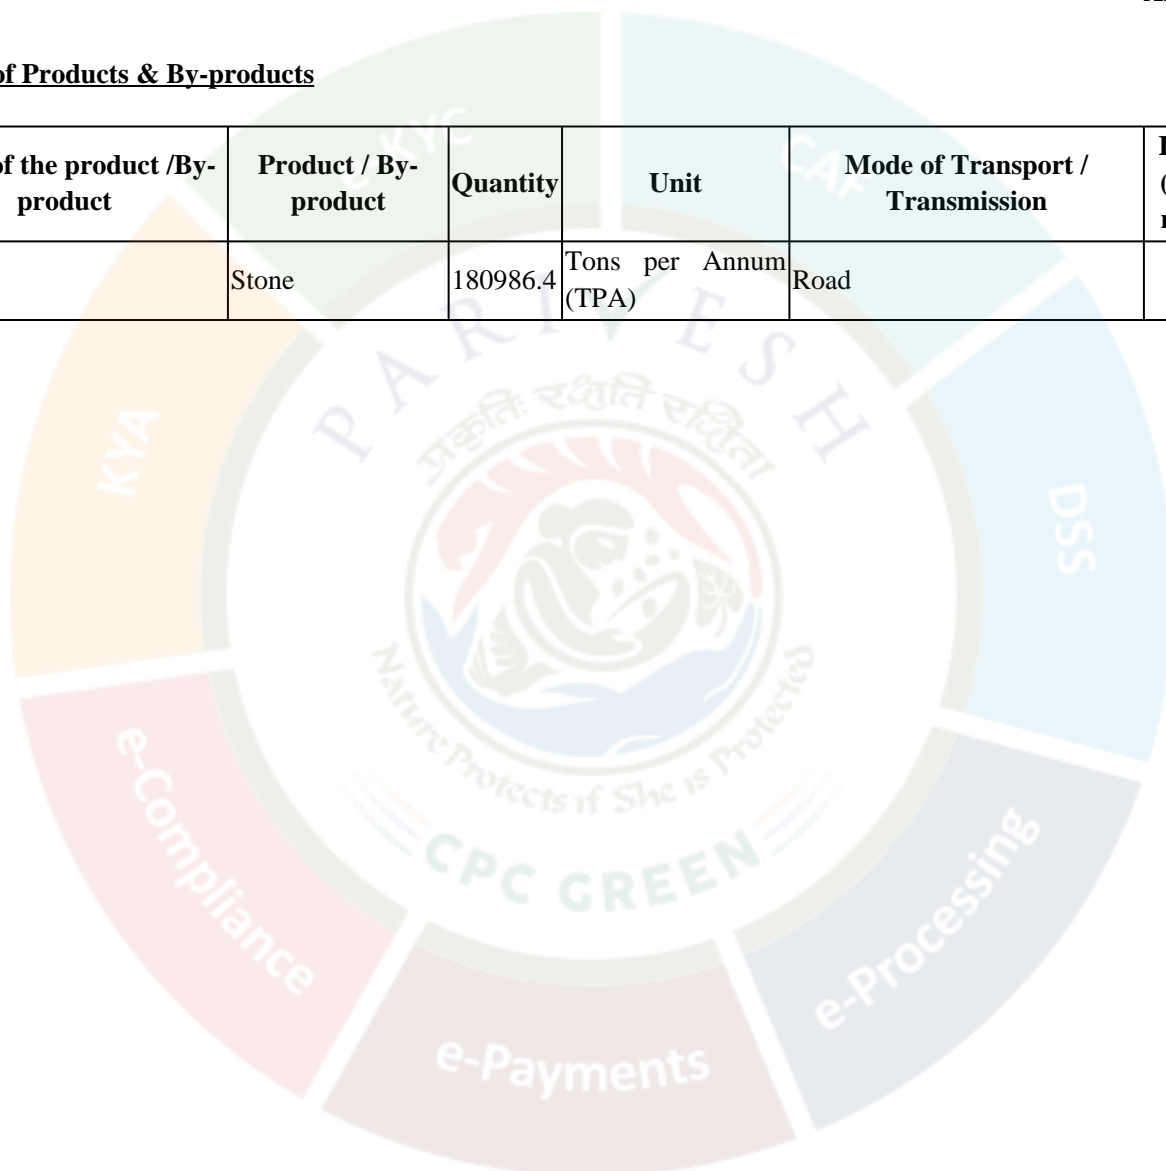 of Products & By-products
of the product /By-
product
Product / By-
product
Quantity
Unit
Mode of Transport /
Transmission
Stone
180986.4
Tons per Annum
(TPA)
Road
KYC
CAF
KYA
DSS
PARIVESH
प्रकृतिः रक्षति रक्षिता
Nature Protects if She is Protected
CPC GREEN
e-Compliance
e-Processing
e-Payments